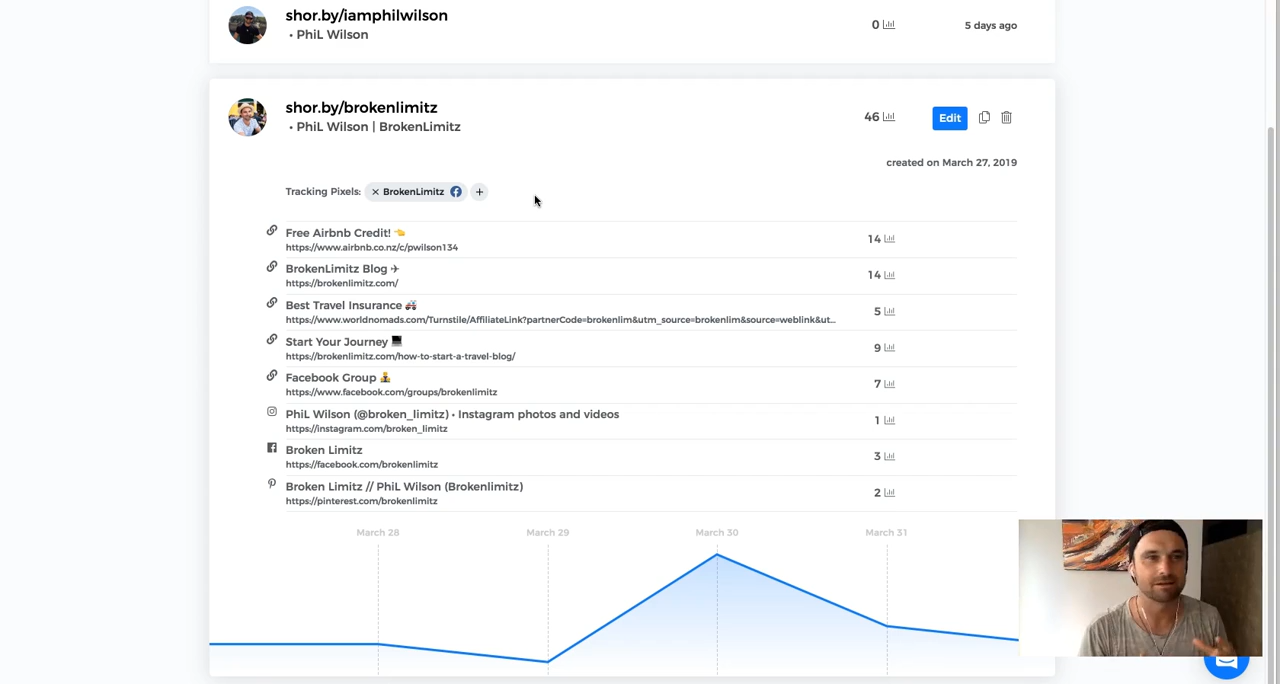 shor.by/iamphilwilson
0
5 days ago
• PhiL Wilson
shor.by/brokenlimitz
46
Edit
• PhiL Wilson | BrokenLimitz
created on March 27, 2019
Tracking Pixels: × BrokenLimitz +
Free Airbnb Credit! 👈
https://www.airbnb.co.nz/c/pwilson134
14
BrokenLimitz Blog ✈
https://brokenlimitz.com/
14
Best Travel Insurance 🚑
https://www.worldnomads.com/Turnstile/AffiliateLink?partnerCode=brokenlim&utm_source=brokenlim&source=weblink&ut...
5
Start Your Journey 💻
https://brokenlimitz.com/how-to-start-a-travel-blog/
9
Facebook Group
https://www.facebook.com/groups/brokenlimitz
7
PhiL Wilson (@broken_limitz) • Instagram photos and videos
https://instagram.com/broken_limitz
1
Broken Limitz
https://facebook.com/brokenlimitz
3
Broken Limitz // PhiL Wilson (Brokenlimitz)
https://pinterest.com/brokenlimitz
2
March 28
March 29
March 30
March 31